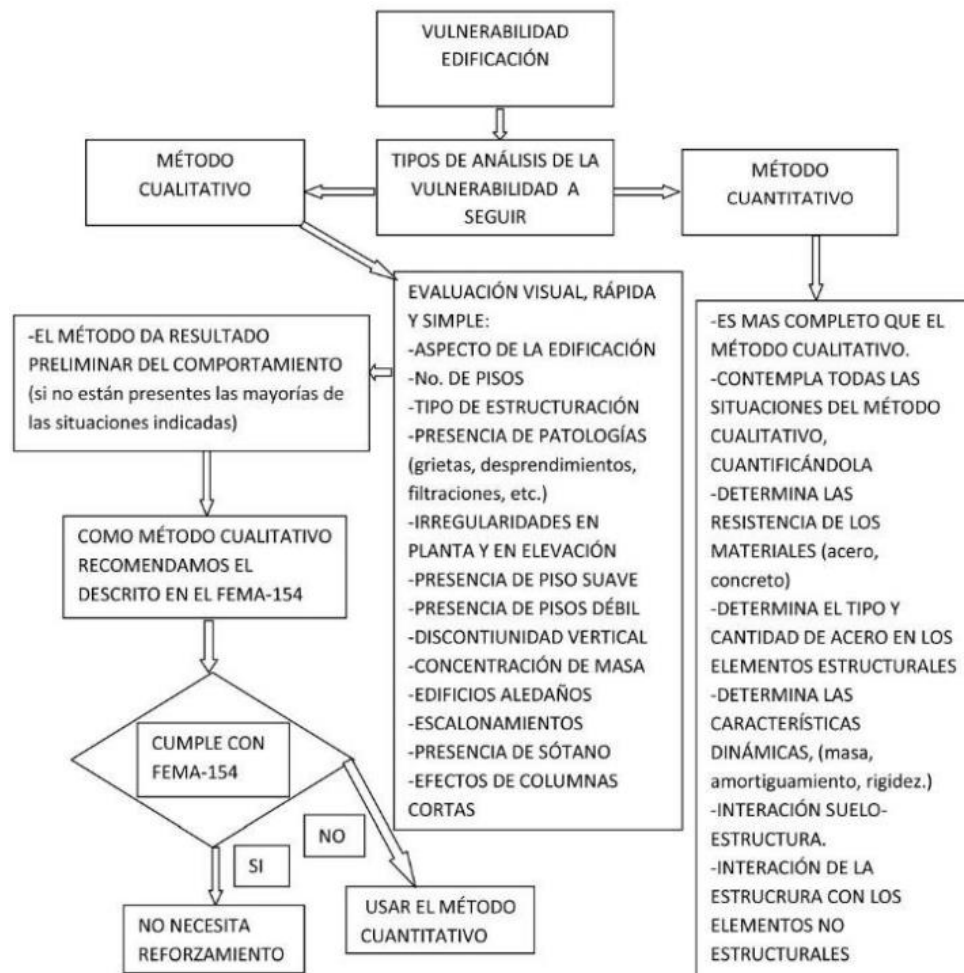 VULNERABILIDAD
EDIFICACIÓN
TIPOS DE ANÁLISIS DE LA
VULNERABILIDAD A
SEGUIR
MÉTODO
CUALITATIVO
MÉTODO
CUANTITATIVO
EVALUACIÓN VISUAL, RÁPIDA
Y SIMPLE:
-ASPECTO DE LA EDIFICACIÓN
-No. DE PISOS
-TIPO DE ESTRUCTURACIÓN
-PRESENCIA DE PATOLOGÍAS
(grietas, desprendimientos,
filtraciones, etc.)
-IRREGULARIDADES EN
PLANTA Y EN ELEVACIÓN
-PRESENCIA DE PISO SUAVE
-PRESENCIA DE PISOS DÉBIL
-DISCONTIUNIDAD VERTICAL
-CONCENTRACIÓN DE MASA
-EDIFICIOS ALEDAÑOS
-ESCALONAMIENTOS
-PRESENCIA DE SÓTANO
-EFECTOS DE COLUMNAS
CORTAS
-EL MÉTODO DA RESULTADO
PRELIMINAR DEL COMPORTAMIENTO
(si no están presentes las mayorías de
las situaciones indicadas)
COMO MÉTODO CUALITATIVO
RECOMENDAMOS EL
DESCRITO EN EL FEMA-154
CUMPLE CON
FEMA-154
SI
NO
NO NECESITA
REFORZAMIENTO
USAR EL MÉTODO
CUANTITATIVO
-ES MAS COMPLETO QUE EL
MÉTODO CUALITATIVO.
-CONTEMPLA TODAS LAS
SITUACIONES DEL MÉTODO
CUALITATIVO,
CUANTIFICÁNDOLA
-DETERMINA LAS
RESISTENCIA DE LOS
MATERIALES (acero,
concreto)
-DETERMINA EL TIPO Y
CANTIDAD DE ACERO EN LOS
ELEMENTOS ESTRUCTURALES
-DETERMINA LAS
CARACTERÍSTICAS
DINÁMICAS, (masa,
amortiguamiento, rigidez.)
-INTERACIÓN SUELO-
ESTRUCTURA.
-INTERACIÓN DE LA
ESTRUCRURA CON LOS
ELEMENTOS NO
ESTRUCTURALES